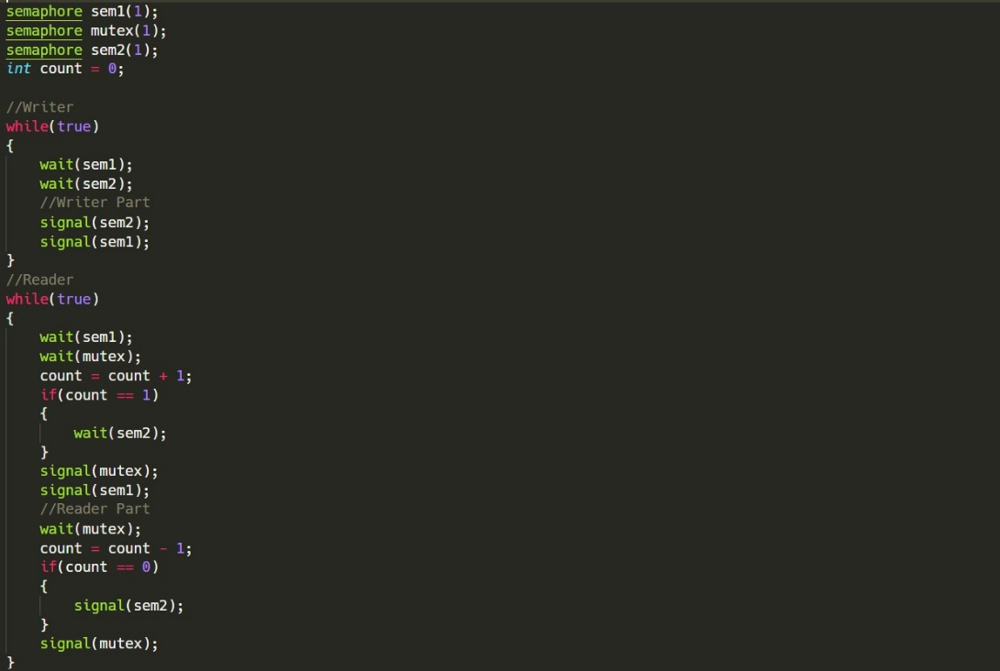 semaphore sem1(1);
semaphore mutex(1);
semaphore sem2(1);
int count = 0;

//Writer
while(true)
{
    wait(sem1);
    wait(sem2);
    //Writer Part
    signal(sem2);
    signal(sem1);
}
//Reader
while(true)
{
    wait(sem1);
    wait(mutex);
    count = count + 1;
    if(count == 1)
    {
        wait(sem2);
    }
    signal(mutex);
    signal(sem1);
    //Reader Part
    wait(mutex);
    count = count - 1;
    if(count == 0)
    {
        signal(sem2);
    }
    signal(mutex);
}